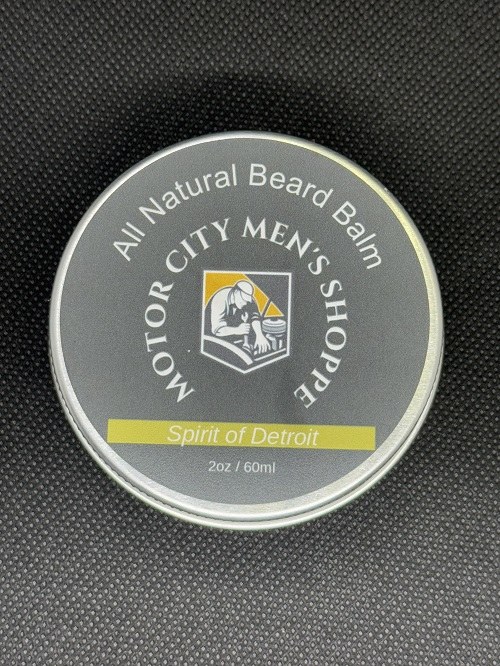 All Natural Beard Balm
MOTOR CITY MEN'S SHOPPE
Spirit of Detroit
2oz / 60ml